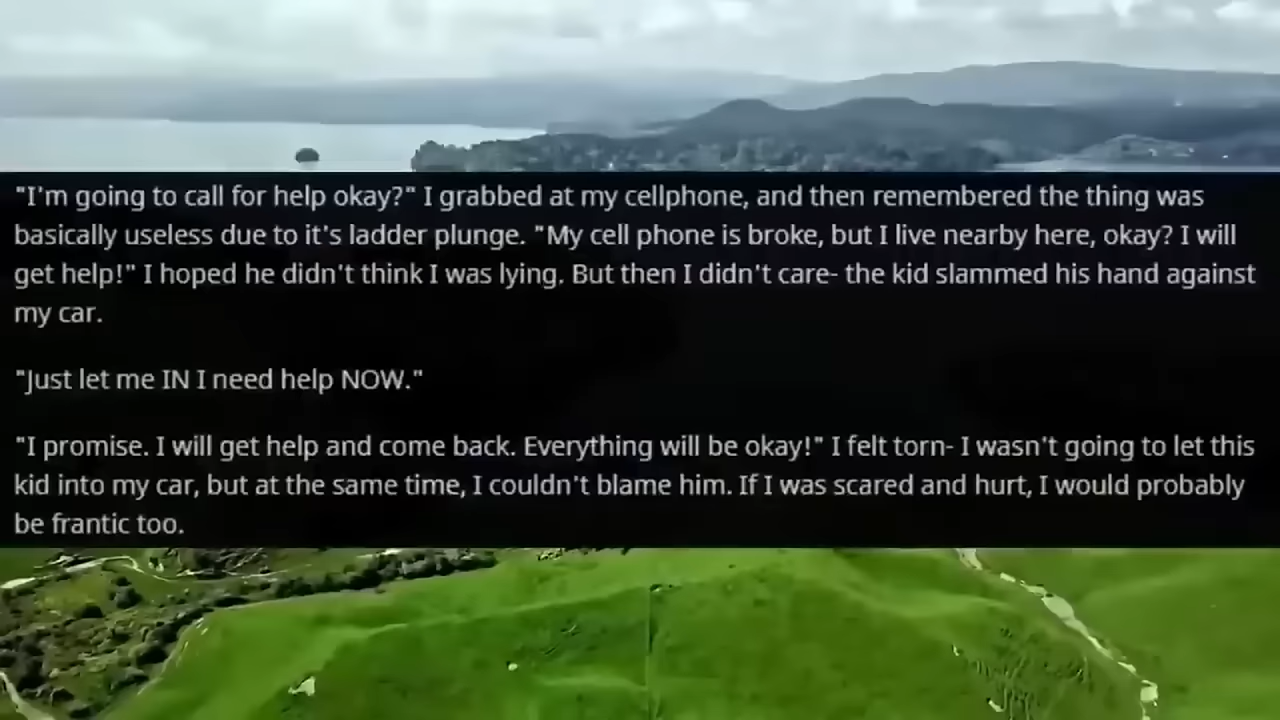 "I'm going to call for help okay?" I grabbed at my cellphone, and then remembered the thing was
basically useless due to it's ladder plunge. "My cell phone is broke, but I live nearby here, okay? I will
get help!" I hoped he didn't think I was lying. But then I didn't care- the kid slammed his hand against
my car.
"Just let me IN I need help NOW."
"I promise. I will get help and come back. Everything will be okay!" I felt torn- I wasn't going to let this
kid into my car, but at the same time, I couldn't blame him. If I was scared and hurt, I would probably
be frantic too.